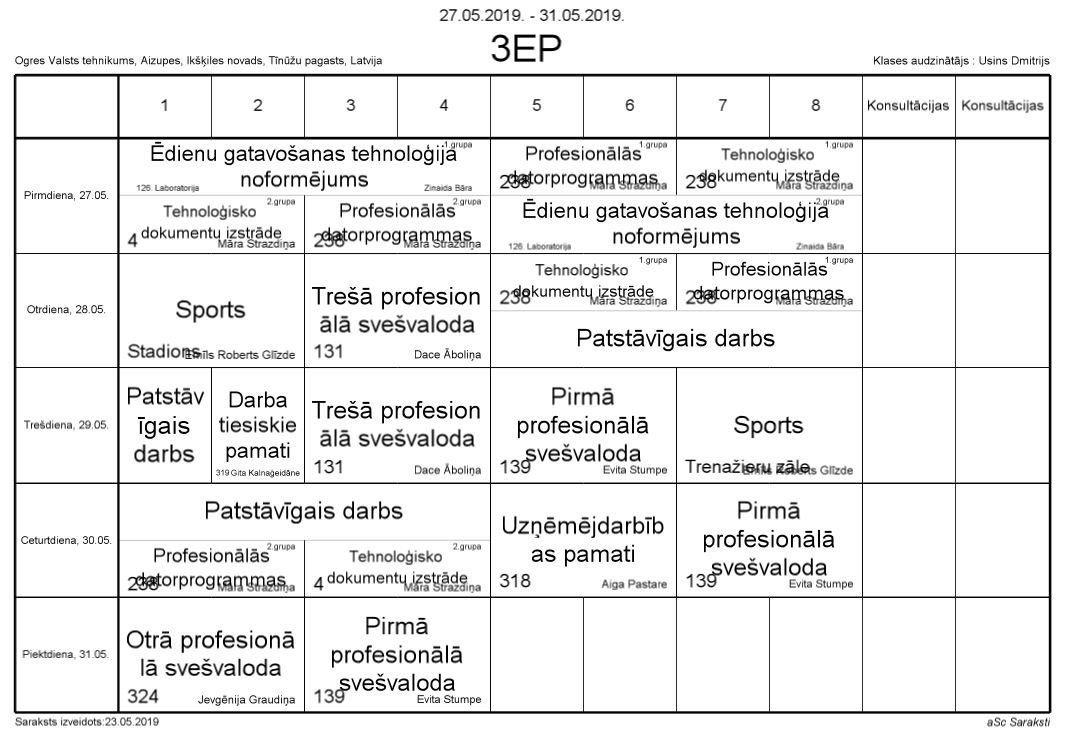 27.05.2019. - 31.05.2019.
3EP
Ogres Valsts tehnikums, Aizupes, Ikšķiles novads, Tīnūžu pagasts, Latvija
Klases audzinātājs : Usins Dmitrijs
1 2 3 4 5 6 7 8 Konsultācijas Konsultācijas
Pirmdiena, 27.05.
1.grupa
Ēdienu gatavošanas tehnoloģija
noformējums
126. Laboratorija Zinaida Bāra
1.grupa
Profesionālās
datorprogrammas
238 Māra Strazdiņa
1.grupa
Tehnoloģisko
dokumentu izstrāde
238 Māra Strazdiņa
2.grupa
Tehnoloģisko
dokumentu izstrāde
4 Māra Strazdiņa
2.grupa
Profesionālās
datorprogrammas
238 Māra Strazdiņa
2.grupa
Ēdienu gatavošanas tehnoloģija
noformējums
126. Laboratorija Zinaida Bāra
Otrdiena, 28.05.
Sports
Stadions Emīls Roberts Glīzde
Trešā profesion
ālā svešvaloda
131 Dace Āboliņa
1.grupa
Tehnoloģisko
dokumentu izstrāde
238 Māra Strazdiņa
1.grupa
Profesionālās
datorprogrammas
238 Māra Strazdiņa
Patstāvīgais darbs
Trešdiena, 29.05.
Patstāv
īgais
darbs
Darba
tiesiskie
pamati
319 Gita Kalnaģeidāne
Trešā profesion
ālā svešvaloda
131 Dace Āboliņa
Pirmā
profesionālā
svešvaloda
139 Evita Stumpe
Sports
Trenažieru zāle Emīls Roberts Glīzde
Ceturtdiena, 30.05.
Patstāvīgais darbs
2.grupa
Profesionālās
datorprogrammas
238 Māra Strazdiņa
2.grupa
Tehnoloģisko
dokumentu izstrāde
4 Māra Strazdiņa
Uzņēmējdarbīb
as pamati
318 Aiga Pastare
Pirmā
profesionālā
svešvaloda
139 Evita Stumpe
Piektdiena, 31.05.
Otrā profesionā
lā svešvaloda
324 Jevgēnija Graudiņa
Pirmā
profesionālā
svešvaloda
139 Evita Stumpe
Saraksts izveidots:23.05.2019
aSc Saraksti